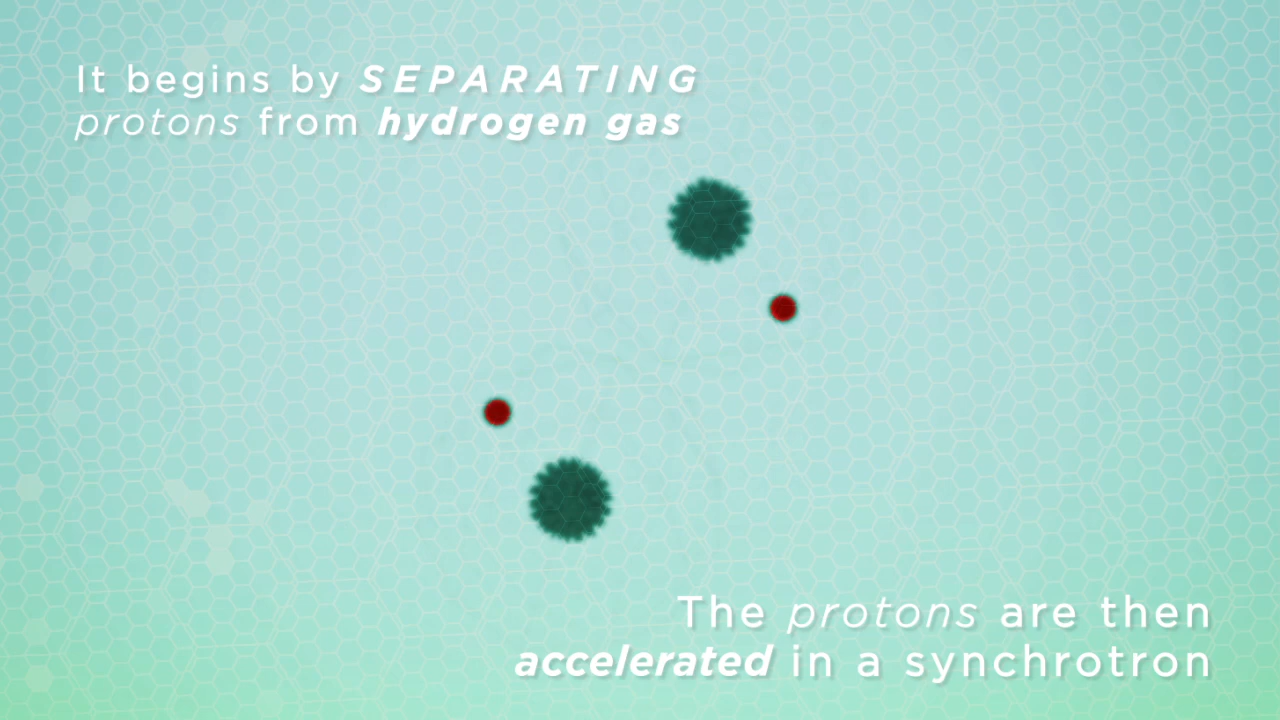 It begins by SEPARATING
protons from hydrogen gas
The protons are then
accelerated in a synchrotron